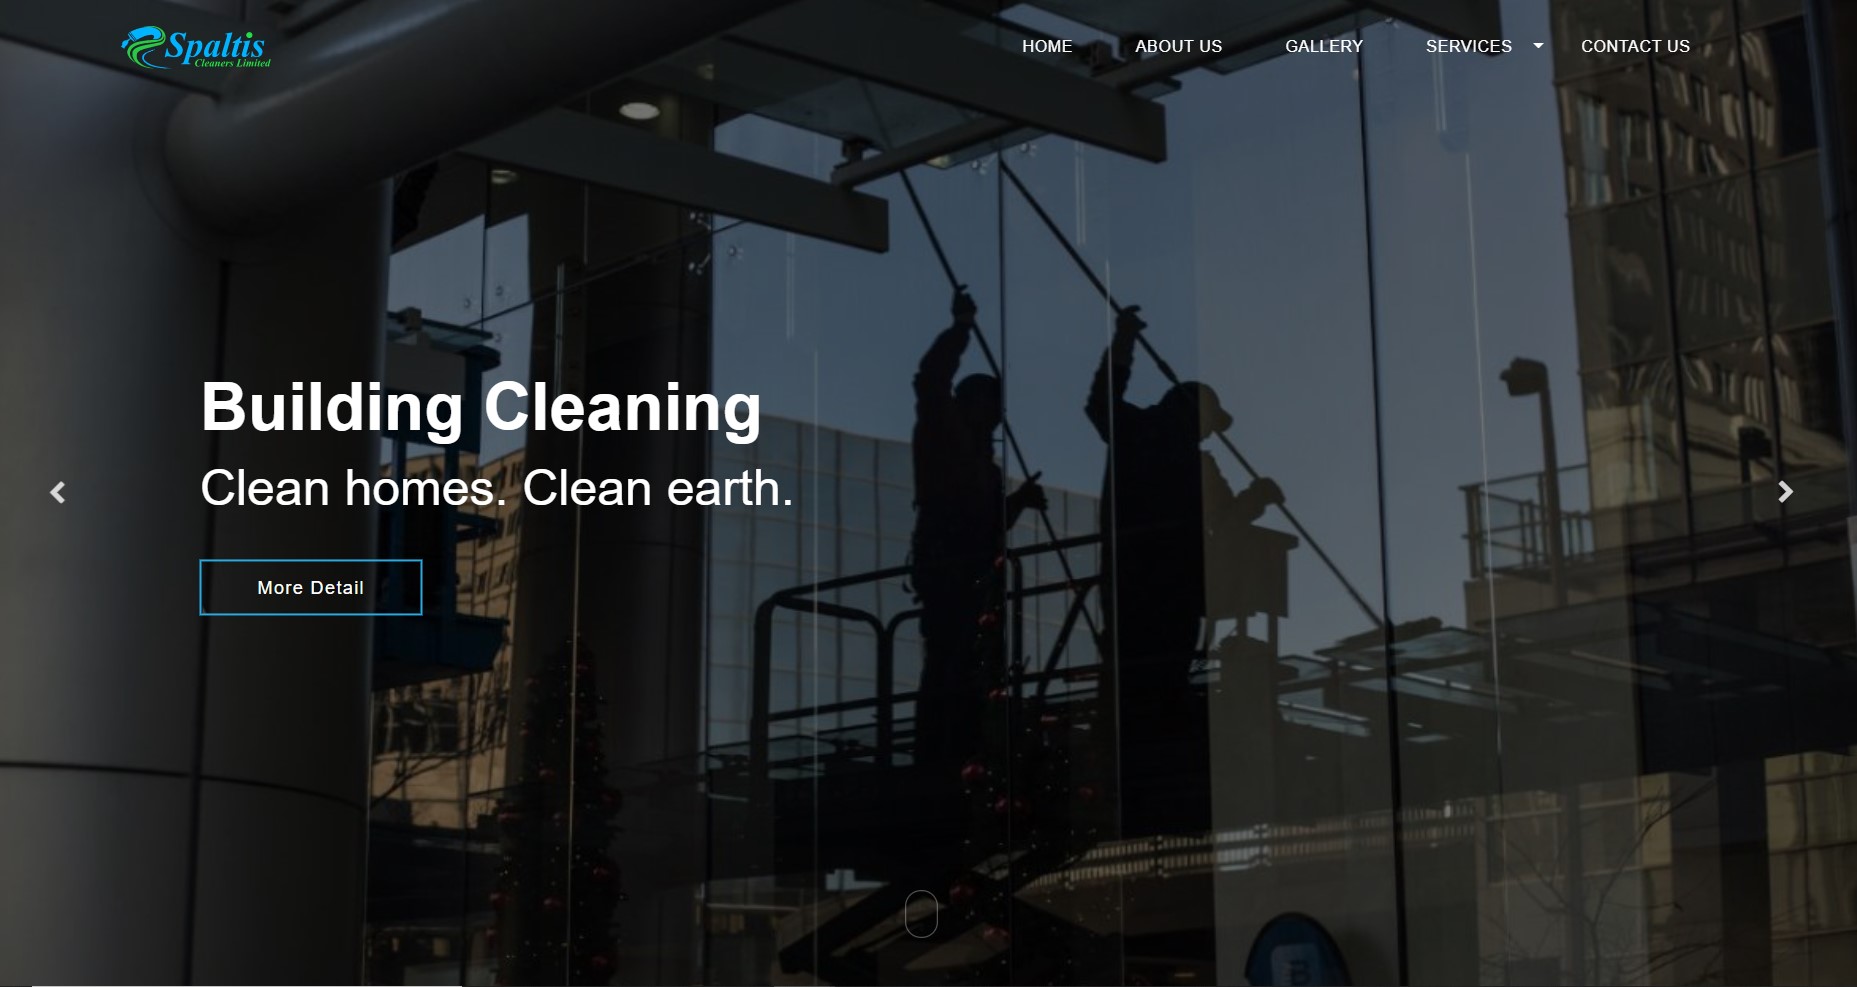 Spaltis
Cleaners Limited
HOME
ABOUT US
GALLERY
SERVICES
CONTACT US
Building Cleaning
Clean homes. Clean earth.
More Detail